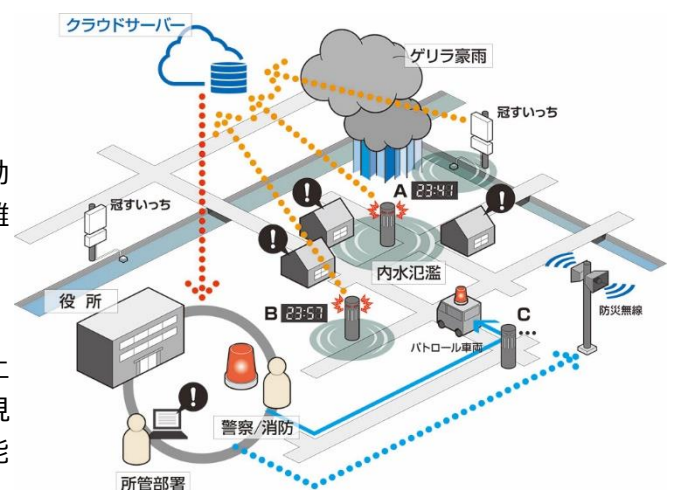 クラウドサーバー
ゲリラ豪雨
冠すいっち
A 23:41
冠すいっち
内水氾濫
役 所
B 23:57
C
パトロール車両
防災無線
警察/消防
所管部署
動
能